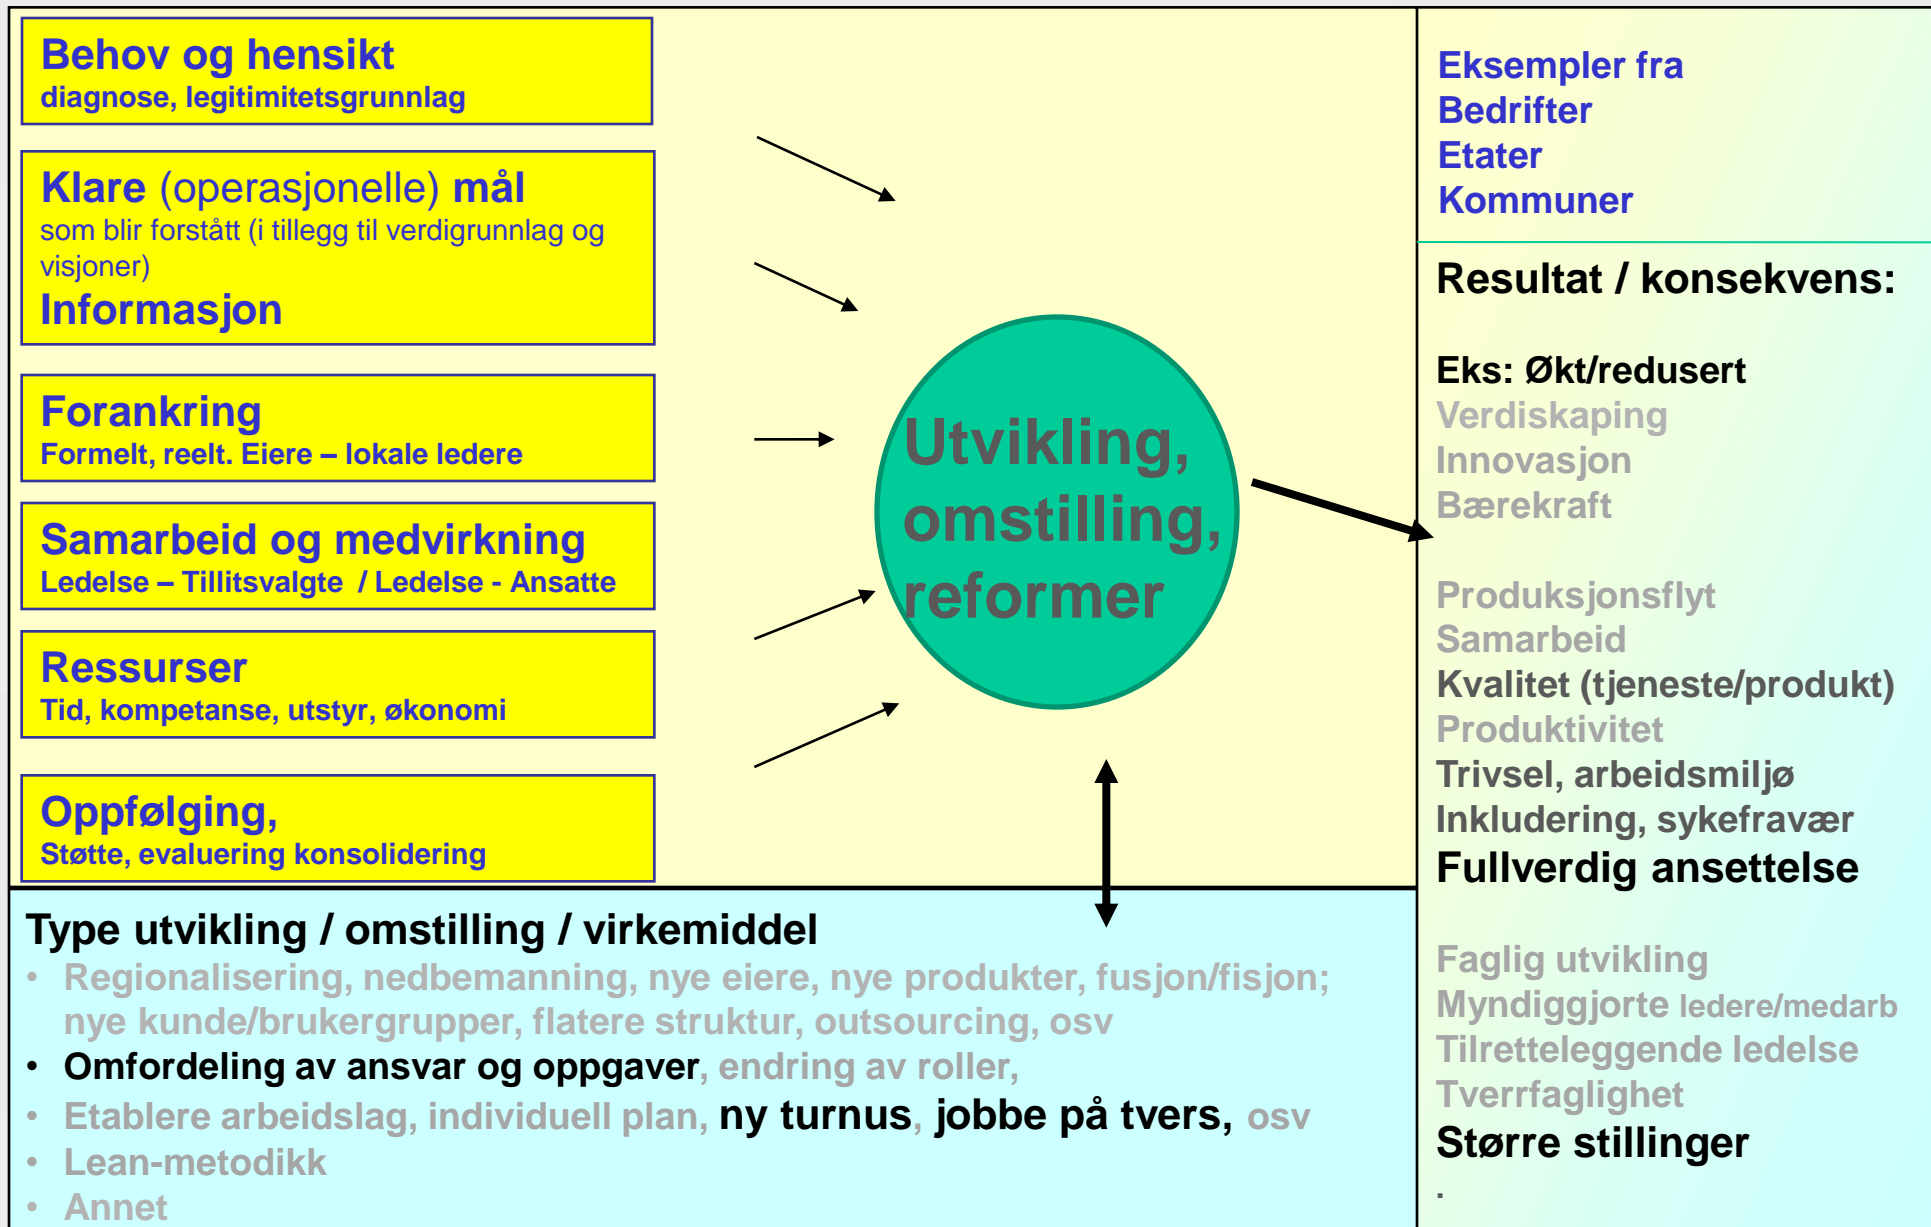 Behov og hensikt
diagnose, legitimitetsgrunnlag
Klare (operasjonelle) mål
som blir forstått (i tillegg til verdigrunnlag og
visjoner)
Informasjon
Forankring
Formelt, reelt. Eiere – lokale ledere
Samarbeid og medvirkning
Ledelse – Tillitsvalgte / Ledelse - Ansatte
Ressurser
Tid, kompetanse, utstyr, økonomi
Oppfølging,
Støtte, evaluering konsolidering
Utvikling,
omstilling,
reformer
Type utvikling / omstilling / virkemiddel
• Regionalisering, nedbemanning, nye eiere, nye produkter, fusjon/fisjon;
nye kunde/brukergrupper, flatere struktur, outsourcing, osv
• Omfordeling av ansvar og oppgaver, endring av roller,
• Etablere arbeidslag, individuell plan, ny turnus, jobbe på tvers, osv
• Lean-metodikk
• Annet
Eksempler fra
Bedrifter
Etater
Kommuner
Resultat / konsekvens:
Eks: Økt/redusert
Verdiskaping
Innovasjon
Bærekraft
Produksjonsflyt
Samarbeid
Kvalitet (tjeneste/produkt)
Produktivitet
Trivsel, arbeidsmiljø
Inkludering, sykefravær
Fullverdig ansettelse
Faglig utvikling
Myndiggjorte ledere/medarb
Tilretteleggende ledelse
Tverrfaglighet
Større stillinger
.